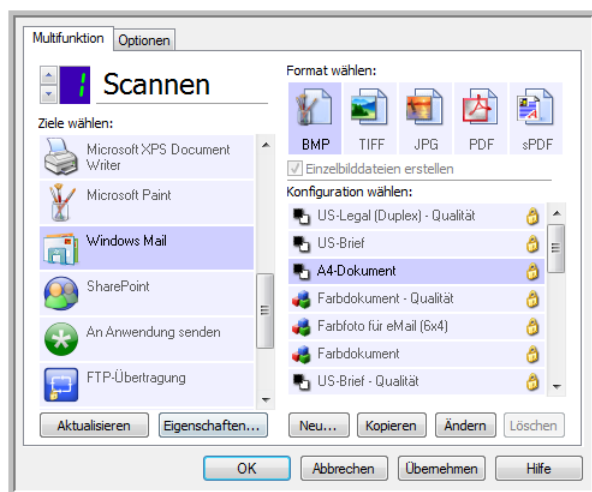 Multifunktion Optionen
1 Scannen
Ziele wählen:
Microsoft XPS Document
Writer
Microsoft Paint
Windows Mail
SharePoint
An Anwendung senden
FTP-Übertragung
Aktualisieren Eigenschaften...
Format wählen:
BMP TIFF JPG PDF sPDF
Einzelbilddateien erstellen
Konfiguration wählen:
US-Legal (Duplex) - Qualität
US-Brief
A4-Dokument
Farbdokument - Qualität
Farbfoto für eMail (6x4)
Farbdokument
US-Brief - Qualität
Neu... Kopieren Ändern Löschen
OK Abbrechen Übernehmen Hilfe